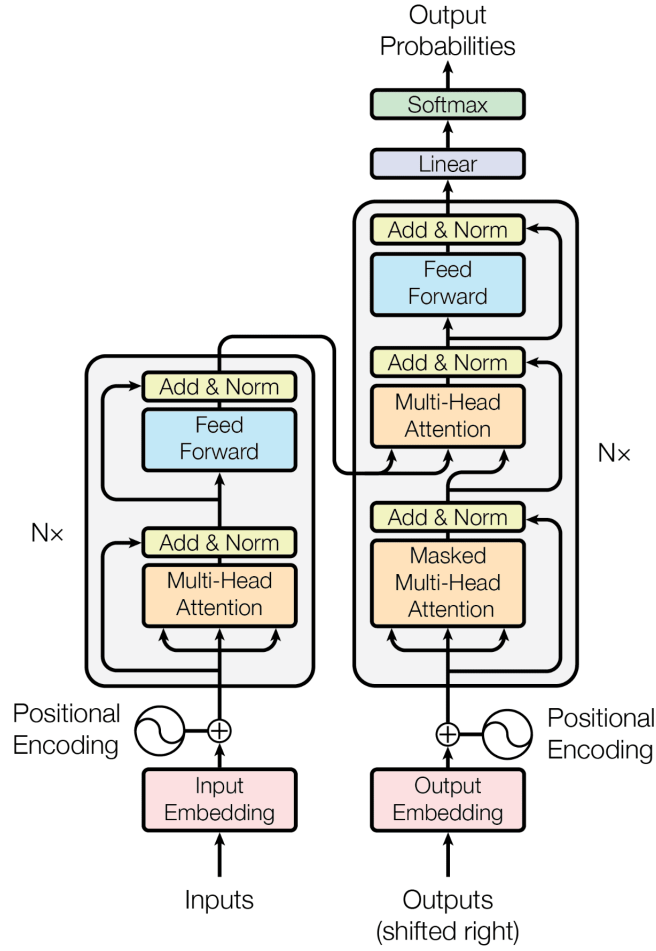 Output
Probabilities
Softmax
Linear
Add & Norm
Feed
Forward
Add & Norm
Multi-Head
Attention
Add & Norm
Masked
Multi-Head
Attention
N×
Add & Norm
Feed
Forward
Add & Norm
Multi-Head
Attention
N×
Positional
Encoding
Positional
Encoding
Input
Embedding
Output
Embedding
Inputs
Outputs
(shifted right)